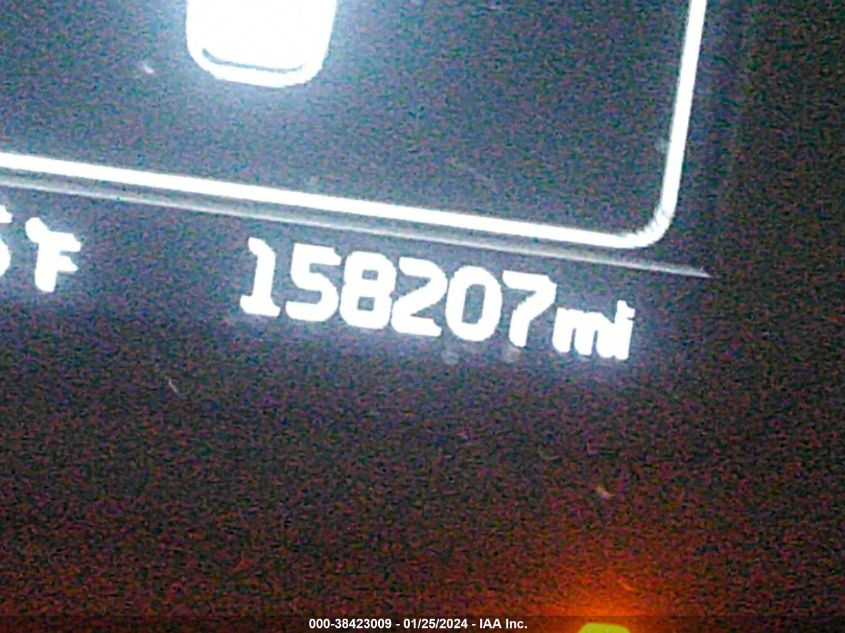 °F 158207mi
000-38423009 - 01/25/2024 - IAA Inc.